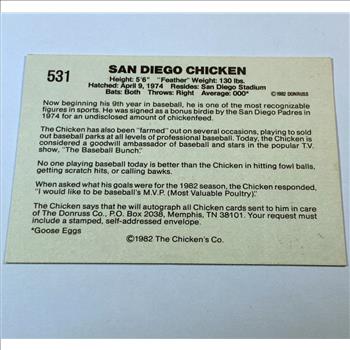 531
SAN DIEGO CHICKEN
Height: 5'6" "Feather" Weight: 130 lbs.
Hatched: April 9, 1974 Resides: San Diego Stadium
Bats: Both Throws: Right Average: 000* ©1982 DONRUSS
Now beginning his 9th year in baseball, he is one of the most recognizable
figures in sports. He was signed as a bonus birdie by the San Diego Padres in
1974 for an undisclosed amount of chickenfeed.
The Chicken has also been "farmed" out on several occasions, playing to sold
out baseball parks at all levels of professional baseball. Today, the Chicken is
considered a goodwill ambassador of baseball and stars in the popular T.V.
show, "The Baseball Bunch."
No one playing baseball today is better than the Chicken in hitting fowl balls,
getting scratch hits, or calling bawks.
When asked what his goals were for the 1982 season, the Chicken responded,
"I would like to be baseball's M.V.P. (Most Valuable Poultry)."
The Chicken says that he will autograph all Chicken cards sent to him in care
of The Donruss Co., P.O. Box 2038, Memphis, TN 38101. Your request must
include a stamped, self-addressed envelope.
*Goose Eggs
©1982 The Chicken's Co.